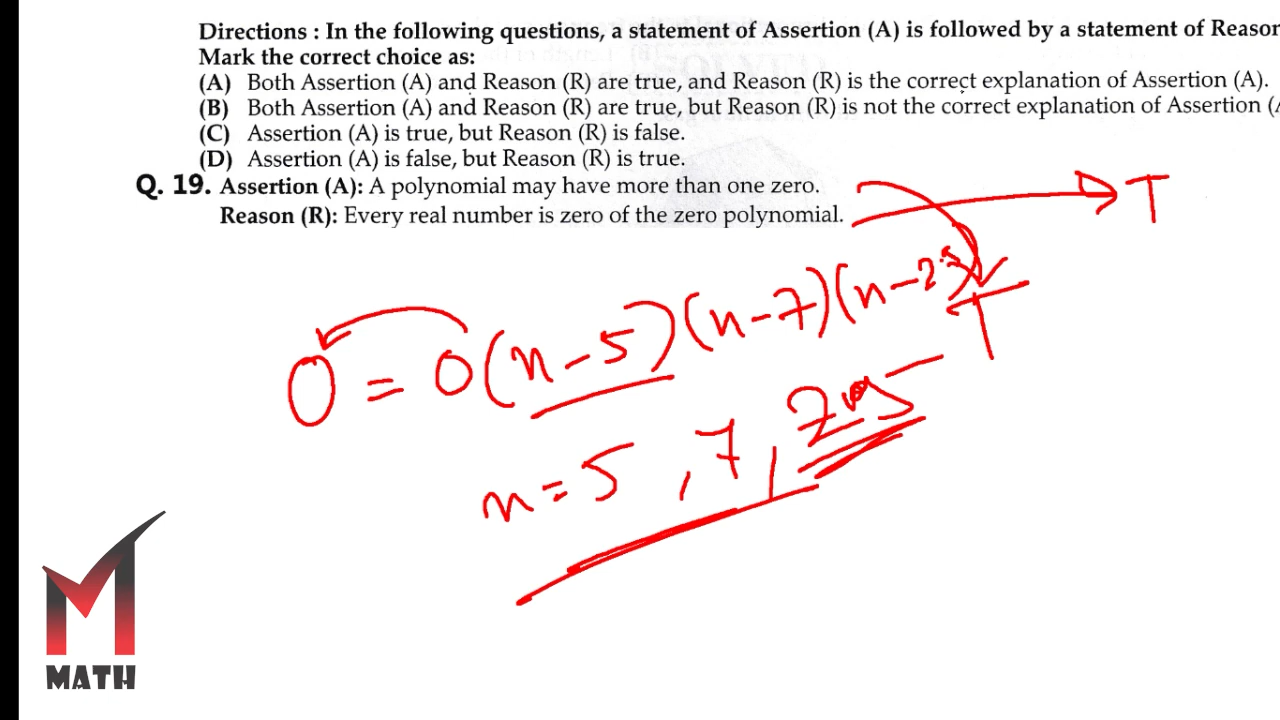 Directions : In the following questions, a statement of Assertion (A) is followed by a statement of Reason
Mark the correct choice as:
(A) Both Assertion (A) and Reason (R) are true, and Reason (R) is the correct explanation of Assertion (A).
(B) Both Assertion (A) and Reason (R) are true, but Reason (R) is not the correct explanation of Assertion (A
(C) Assertion (A) is true, but Reason (R) is false.
(D) Assertion (A) is false, but Reason (R) is true.
Q. 19. Assertion (A): A polynomial may have more than one zero.
Reason (R): Every real number is zero of the zero polynomial.
T
T
0 = 0(n-5)(n-7)(n-
n = 5, 7,
MATH